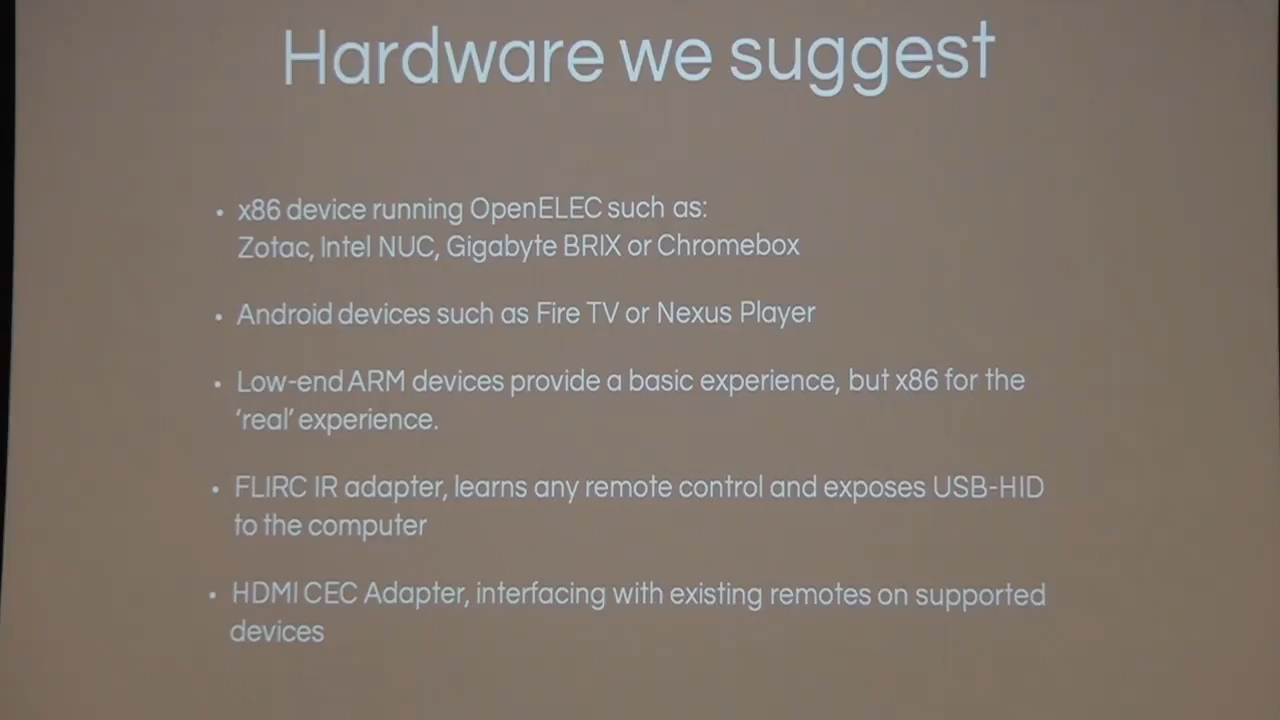 Hardware we suggest
• x86 device running OpenELEC such as:
Zotac, Intel NUC, Gigabyte BRIX or Chromebox
• Android devices such as Fire TV or Nexus Player
• Low-end ARM devices provide a basic experience, but x86 for the
‘real’ experience.
• FLIRC IR adapter, learns any remote control and exposes USB-HID
to the computer
• HDMI CEC Adapter, interfacing with existing remotes on supported
devices